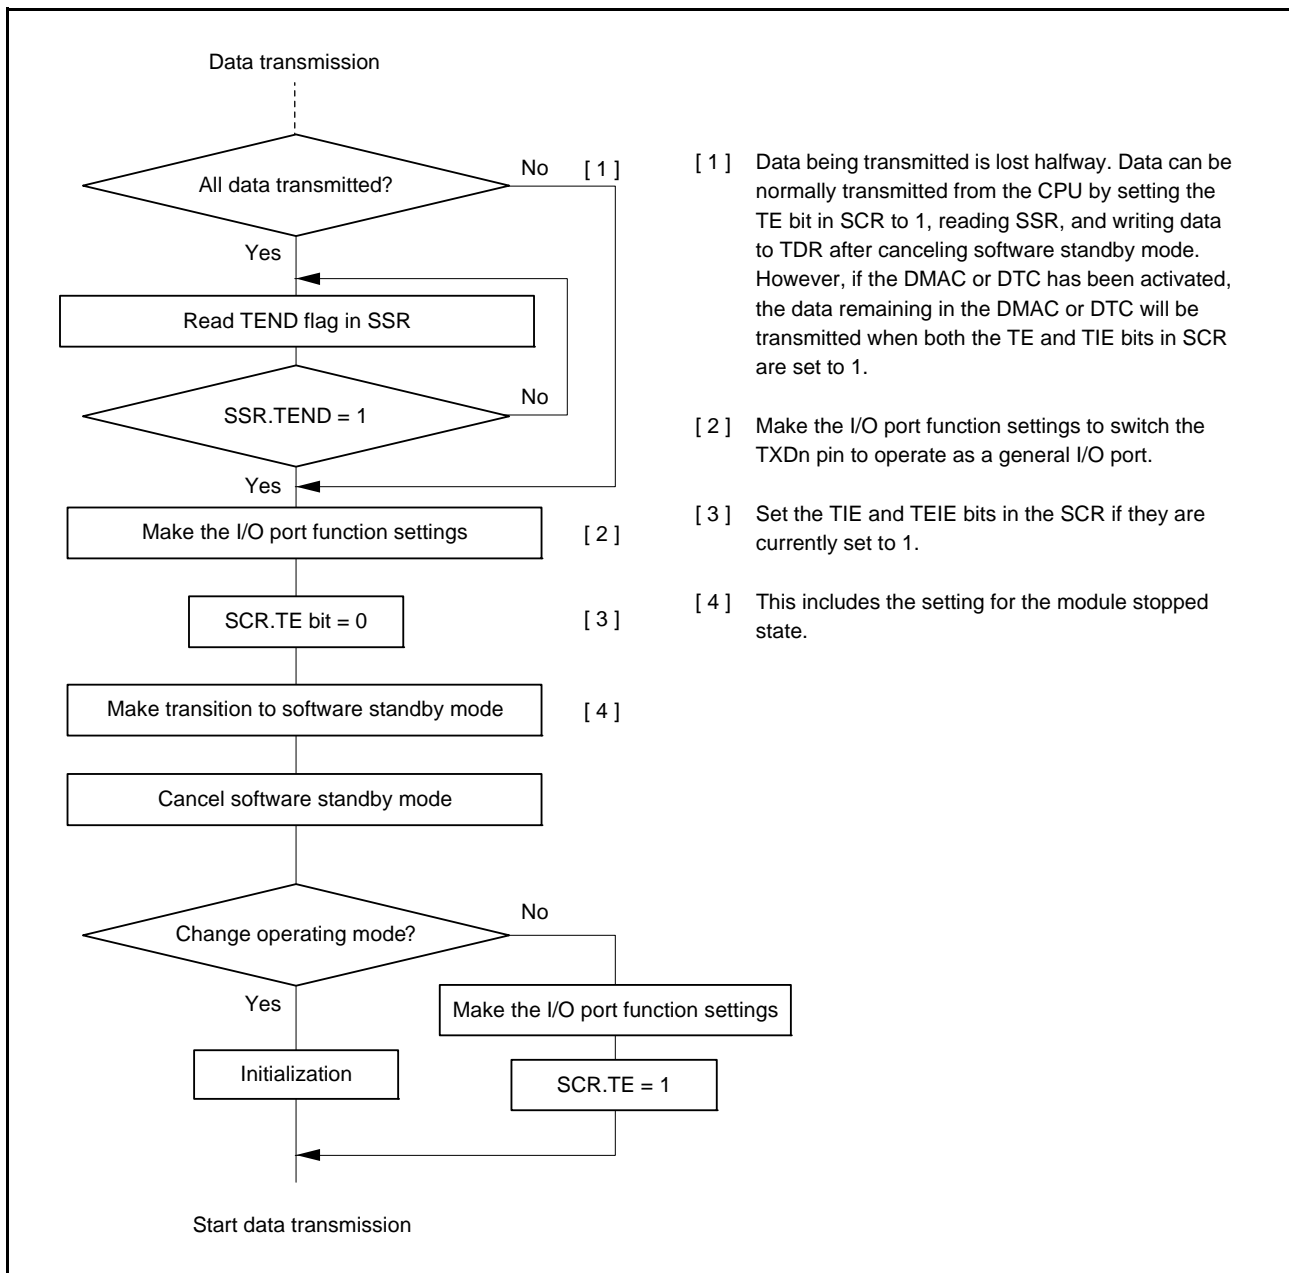 Data transmission
All data transmitted?
No
[ 1 ]
Yes
Read TEND flag in SSR
SSR.TEND = 1
No
Yes
Make the I/O port function settings
[ 2 ]
SCR.TE bit = 0
[ 3 ]
Make transition to software standby mode
[ 4 ]
Cancel software standby mode
Change operating mode?
No
Yes
Make the I/O port function settings
Initialization
SCR.TE = 1
Start data transmission
[ 1 ] Data being transmitted is lost halfway. Data can be
normally transmitted from the CPU by setting the
TE bit in SCR to 1, reading SSR, and writing data
to TDR after canceling software standby mode.
However, if the DMAC or DTC has been activated,
the data remaining in the DMAC or DTC will be
transmitted when both the TE and TIE bits in SCR
are set to 1.
[ 2 ] Make the I/O port function settings to switch the
TXDn pin to operate as a general I/O port.
[ 3 ] Set the TIE and TEIE bits in the SCR if they are
currently set to 1.
[ 4 ] This includes the setting for the module stopped
state.